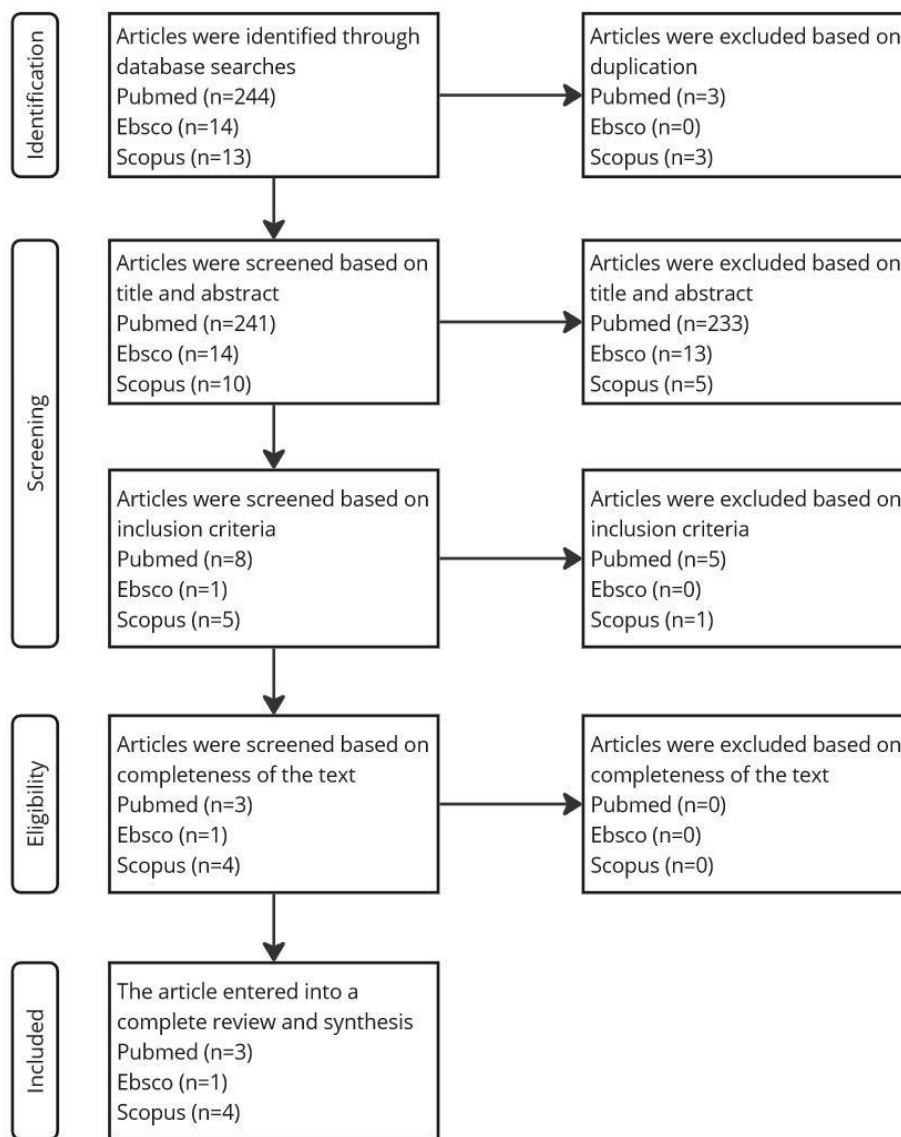 Identification
Articles were identified through
database searches
Pubmed (n=244)
Ebsco (n=14)
Scopus (n=13)
Articles were excluded based on
duplication
Pubmed (n=3)
Ebsco (n=0)
Scopus (n=3)
Screening
Articles were screened based on
title and abstract
Pubmed (n=241)
Ebsco (n=14)
Scopus (n=10)
Articles were excluded based on
title and abstract
Pubmed (n=233)
Ebsco (n=13)
Scopus (n=5)
Articles were screened based on
inclusion criteria
Pubmed (n=8)
Ebsco (n=1)
Scopus (n=5)
Articles were excluded based on
inclusion criteria
Pubmed (n=5)
Ebsco (n=0)
Scopus (n=1)
Eligibility
Articles were screened based on
completeness of the text
Pubmed (n=3)
Ebsco (n=1)
Scopus (n=4)
Articles were excluded based on
completeness of the text
Pubmed (n=0)
Ebsco (n=0)
Scopus (n=0)
Included
The article entered into a
complete review and synthesis
Pubmed (n=3)
Ebsco (n=1)
Scopus (n=4)